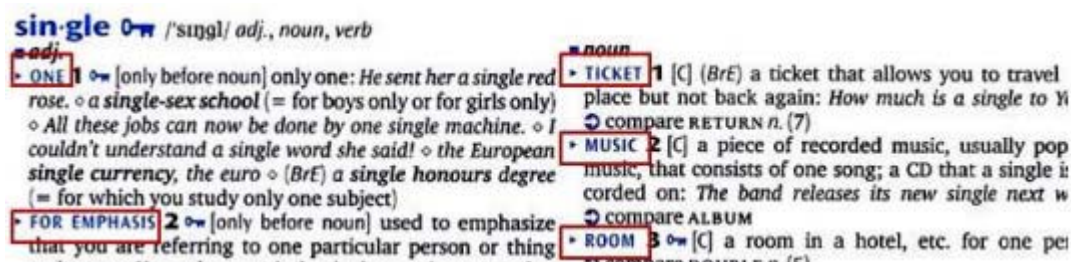 sin·gle /ˈsɪŋɡl/ adj., noun, verb
■ adj.
▸ ONE 1 [only before noun] only one: He sent her a single red
rose. ⋄ a single-sex school (= for boys only or for girls only)
⋄ All these jobs can now be done by one single machine. ⋄ I
couldn't understand a single word she said! ⋄ the European
single currency, the euro ⋄ (BrE) a single honours degree
(= for which you study only one subject)
▸ FOR EMPHASIS 2 [only before noun] used to emphasize
that you are referring to one particular person or thing
■ noun
▸ TICKET 1 [C] (BrE) a ticket that allows you to travel
place but not back again: How much is a single to
compare RETURN n. (7)
▸ MUSIC 2 [C] a piece of recorded music, usually pop
music, that consists of one song; a CD that a single
corded on: The band releases its new single next
compare ALBUM
▸ ROOM 3 [C] a room in a hotel, etc. for one